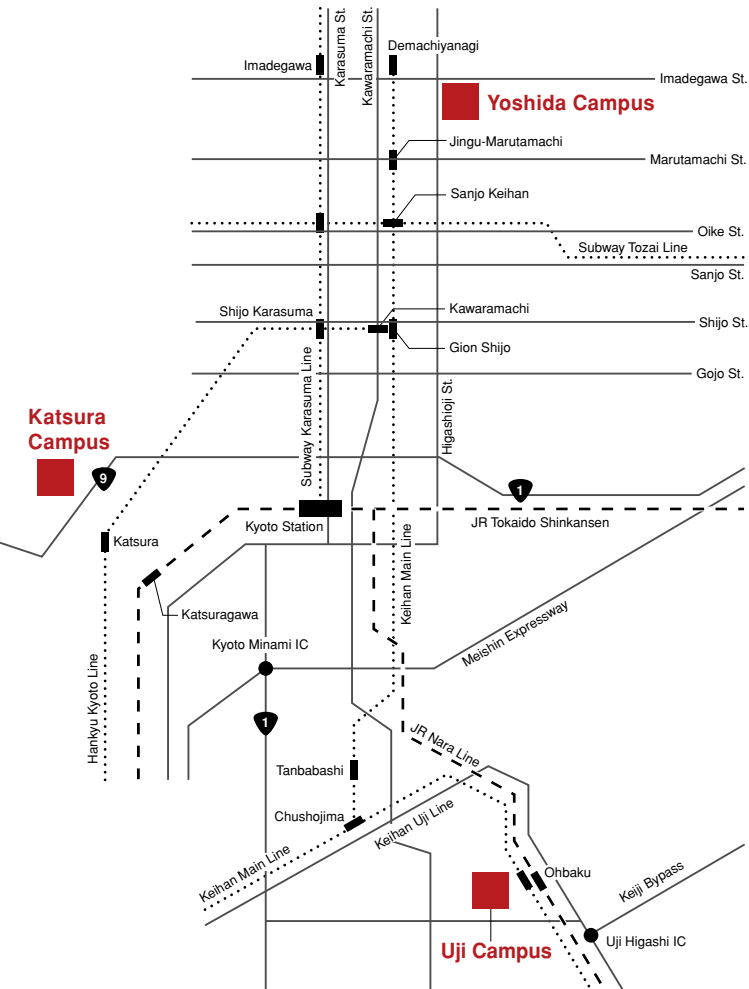 Karasuma St.
Kawaramachi St.
Demachiyanagi
Imadegawa
Imadegawa St.
Yoshida Campus
Jingu-Marutamachi
Marutamachi St.
Sanjo Keihan
Oike St.
Subway Tozai Line
Sanjo St.
Shijo Karasuma
Kawaramachi
Shijo St.
Gion Shijo
Gojo St.
Subway Karasuma Line
Higashioji St.
Katsura
Campus
9
1
Kyoto Station
JR Tokaido Shinkansen
Katsura
Keihan Main Line
Katsuragawa
Kyoto Minami IC
Meishin Expressway
Hankyu Kyoto Line
1
JR Nara Line
Tanbabashi
Chushojima
Keihan Uji Line
Keihan Main Line
Ohbaku
Keiji Bypass
Uji Campus
Uji Higashi IC